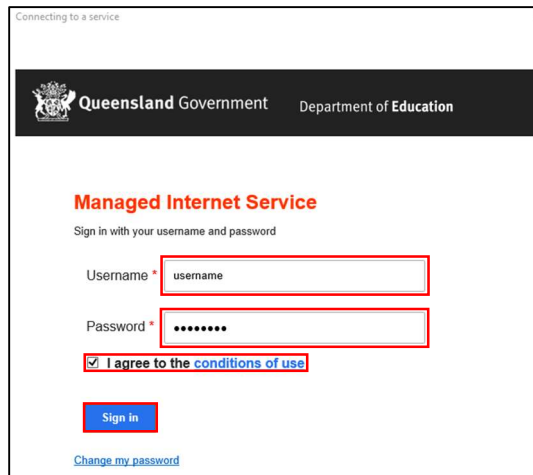 Connecting to a service
Queensland Government Department of Education
Managed Internet Service
Sign in with your username and password
Username * username
Password * ●●●●●●●●
I agree to the conditions of use
Sign in
Change my password